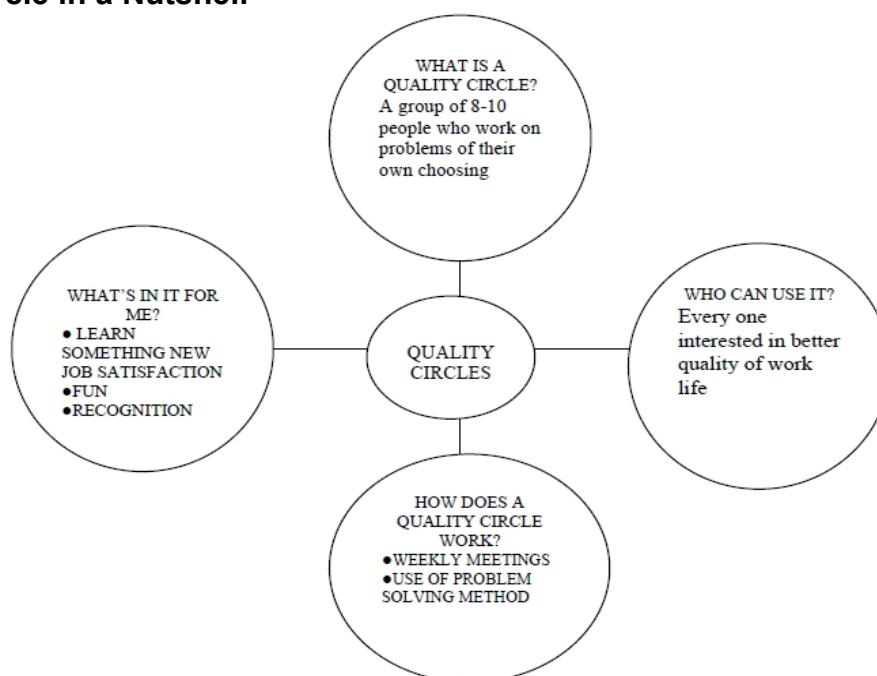 in a Nutshell
WHAT IS A
QUALITY CIRCLE?
A group of 8-10
people who work on
problems of their
own choosing
WHAT’S IN IT FOR
ME?
● LEARN
SOMETHING NEW
JOB SATISFACTION
●FUN
●RECOGNITION
QUALITY
CIRCLES
WHO CAN USE IT?
Every one
interested in better
quality of work
life
HOW DOES A
QUALITY CIRCLE
WORK?
●WEEKLY MEETINGS
●USE OF PROBLEM
SOLVING METHOD